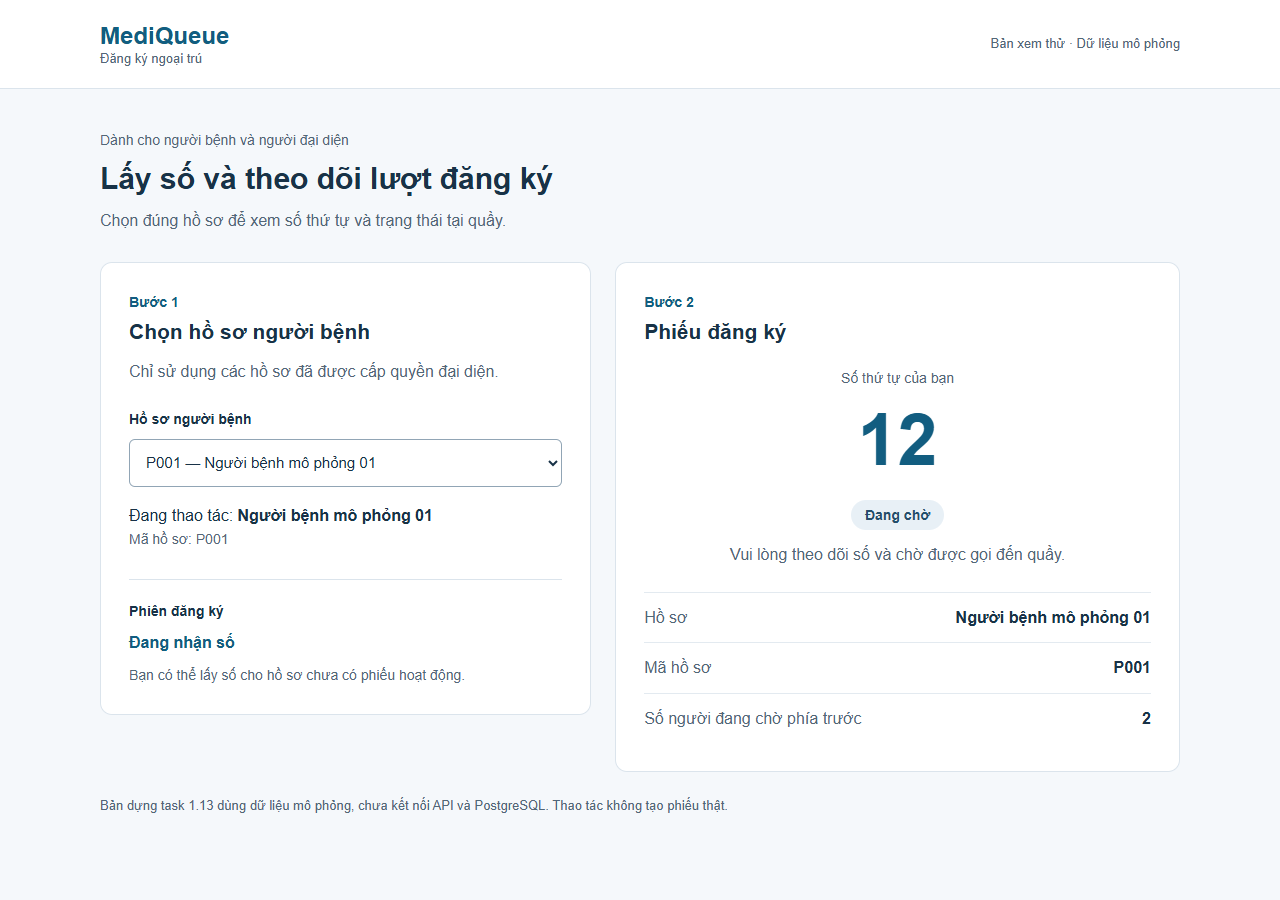 MediQueue
Đăng ký ngoại trú
Bản xem thử · Dữ liệu mô phỏng
Dành cho người bệnh và người đại diện
Lấy số và theo dõi lượt đăng ký
Chọn đúng hồ sơ để xem số thứ tự và trạng thái tại quầy.
Bước 1
Chọn hồ sơ người bệnh
Chỉ sử dụng các hồ sơ đã được cấp quyền đại diện.
Hồ sơ người bệnh
P001 — Người bệnh mô phỏng 01
Đang thao tác: Người bệnh mô phỏng 01
Mã hồ sơ: P001
Phiên đăng ký
Đang nhận số
Bạn có thể lấy số cho hồ sơ chưa có phiếu hoạt động.
Bước 2
Phiếu đăng ký
Số thứ tự của bạn
12
Đang chờ
Vui lòng theo dõi số và chờ được gọi đến quầy.
Hồ sơ Người bệnh mô phỏng 01
Mã hồ sơ P001
Số người đang chờ phía trước 2
Bản dựng task 1.13 dùng dữ liệu mô phỏng, chưa kết nối API và PostgreSQL. Thao tác không tạo phiếu thật.